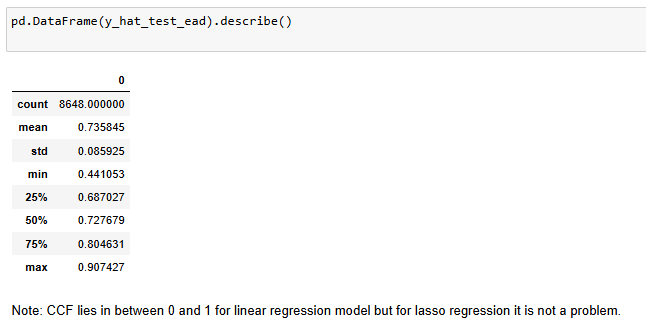 pd.DataFrame(y_hat_test_ead).describe()
0
count 8648.000000
mean 0.735845
std 0.085925
min 0.441053
25% 0.687027
50% 0.727679
75% 0.804631
max 0.907427
Note: CCF lies in between 0 and 1 for linear regression model but for lasso regression it is not a problem.